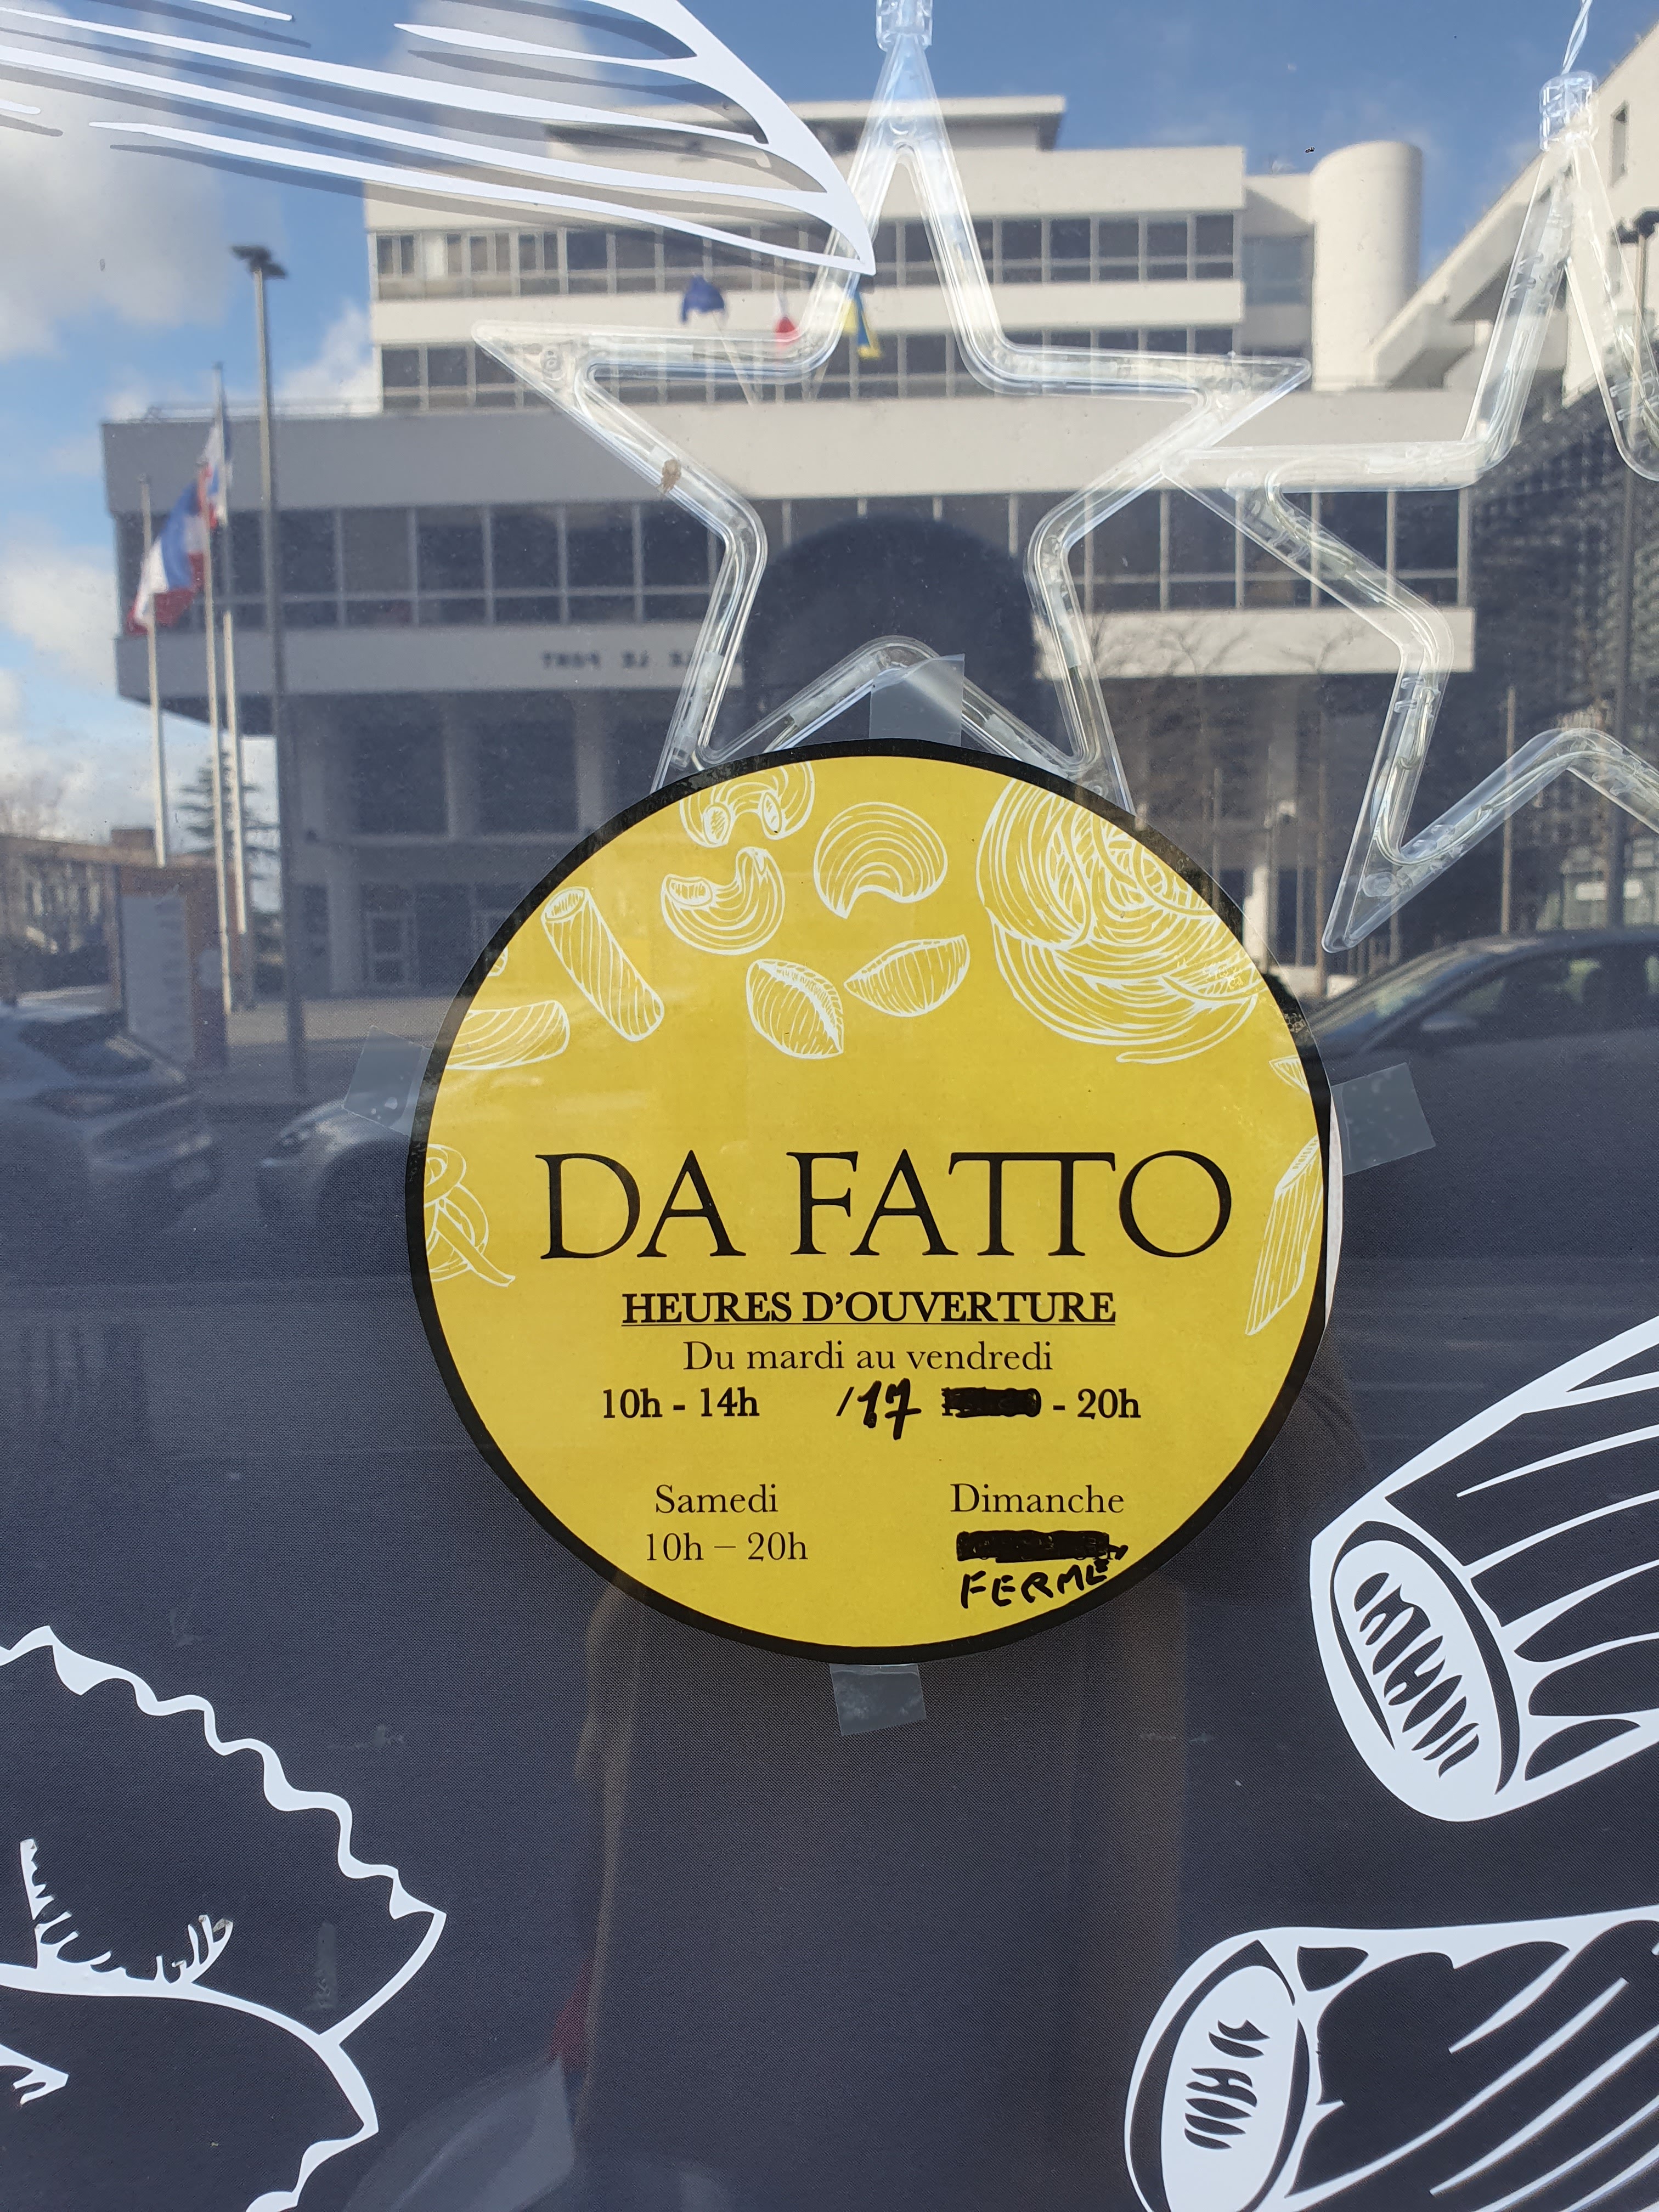 DA FATTO
HEURES D'OUVERTURE
Du mardi au vendredi
10h - 14h /17 - 20h
Samedi Dimanche
10h – 20h
FERMÉ